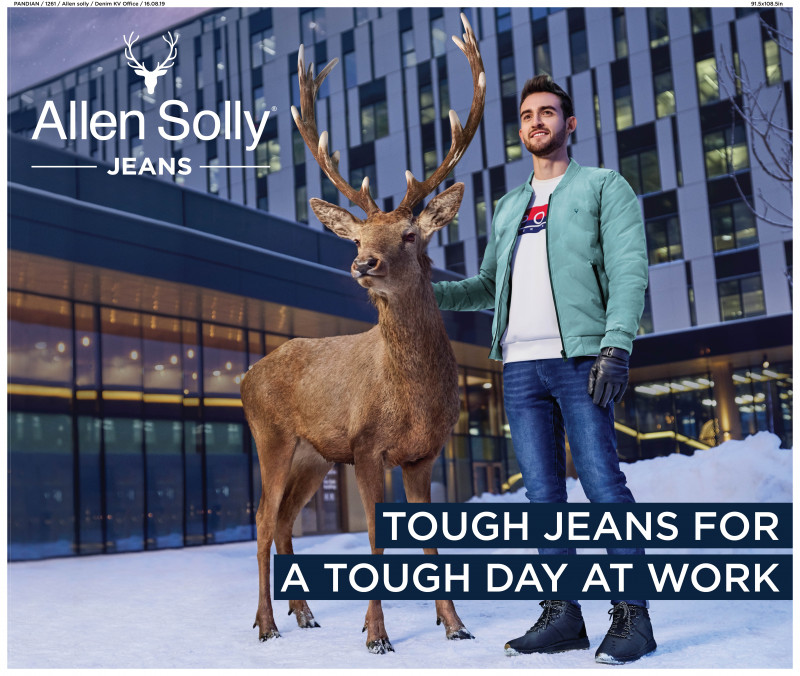 PANDIAN / 1261 / Allen solly / Denim KV Office / 16.08.19
91.5x108.5in
Allen Solly®
JEANS
TOUGH JEANS FOR
A TOUGH DAY AT WORK